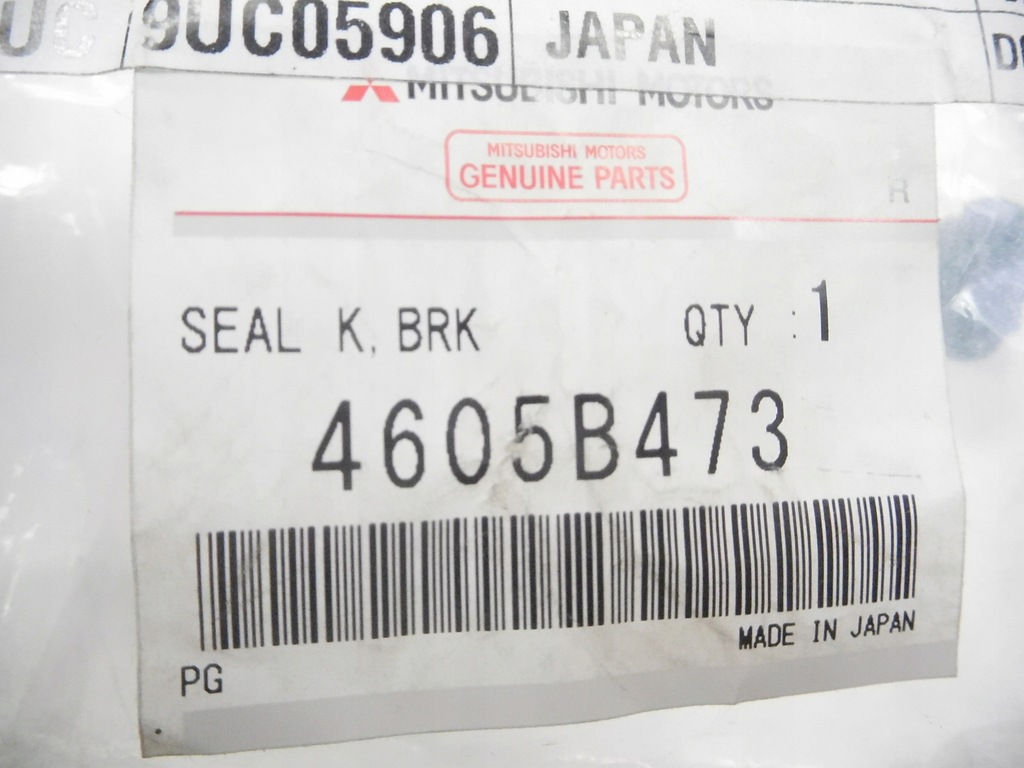 9UC05906 JAPAN
MITSUBISHI MOTORS
MITSUBISHI MOTORS
GENUINE PARTS
R
SEAL K, BRK QTY : 1
4605B473
MADE IN JAPAN
PG